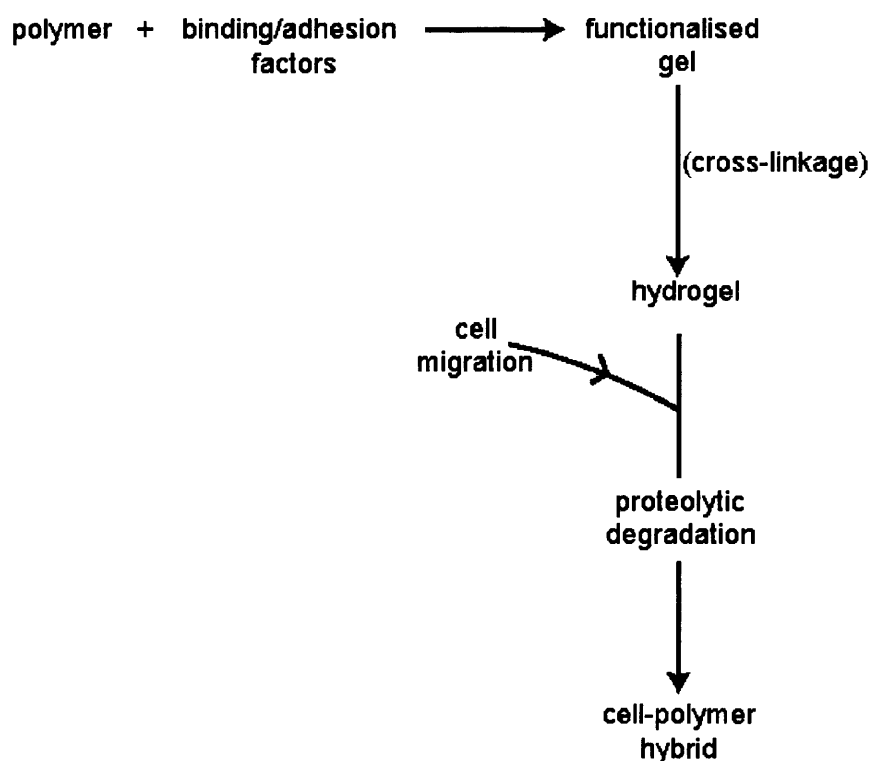 polymer + binding/adhesion factors functionalised gel
(cross-linkage)
hydrogel
cell
migration
proteolytic
degradation
cell-polymer
hybrid